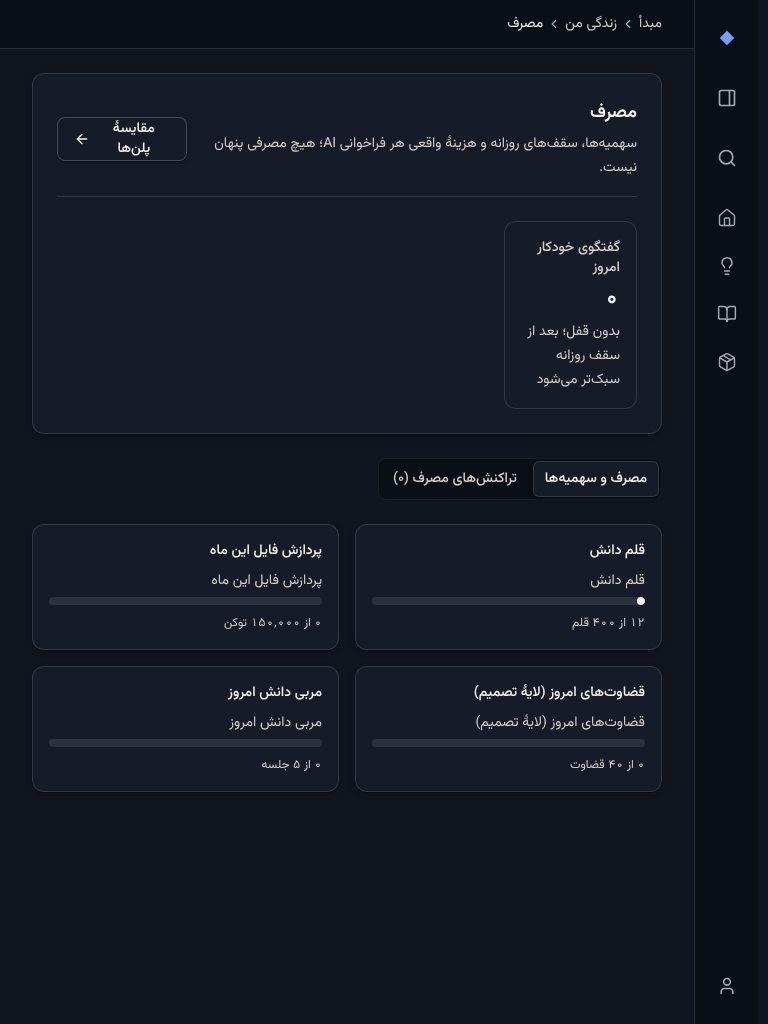 مبدأ › زندگی من › مصرف
مصرف
سهمیه‌ها، سقف‌های روزانه و هزینهٔ واقعی هر فراخوانی AI؛ هیچ مصرفی پنهان
نیست.
مقایسهٔ
پلن‌ها
گفتگوی خودکار
امروز
۰
بدون قفل؛ بعد از
سقف روزانه
سبک‌تر می‌شود
مصرف و سهمیه‌ها
تراکنش‌های مصرف (۰)
قلم دانش
قلم دانش
۱۲ از ۴۰۰ قلم
پردازش فایل این ماه
پردازش فایل این ماه
۰ از ۱۵۰,۰۰۰ توکن
قضاوت‌های امروز (لایهٔ تصمیم)
قضاوت‌های امروز (لایهٔ تصمیم)
۰ از ۴۰ قضاوت
مربی دانش امروز
مربی دانش امروز
۰ از ۵ جلسه